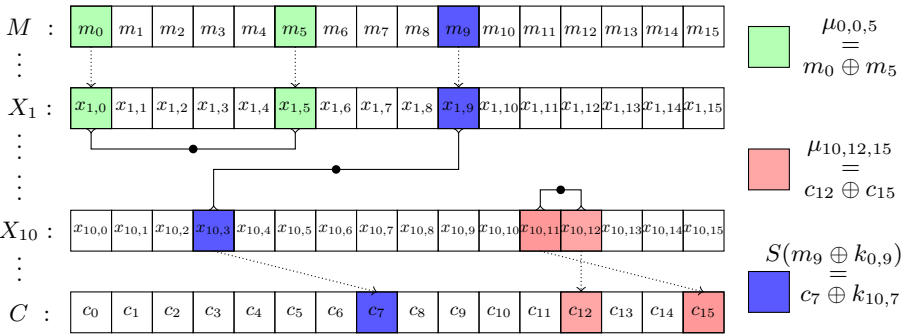 M : m₀ m₁ m₂ m₃ m₄ m₅ m₆ m₇ m₈ m₉ m₁₀ m₁₁ m₁₂ m₁₃ m₁₄ m₁₅
X₁ : x₁,₀ x₁,₁ x₁,₂ x₁,₃ x₁,₄ x₁,₅ x₁,₆ x₁,₇ x₁,₈ x₁,₉ x₁,₁₀ x₁,₁₁ x₁,₁₂ x₁,₁₃ x₁,₁₄ x₁,₁₅
X₁₀ : x₁₀,₀ x₁₀,₁ x₁₀,₂ x₁₀,₃ x₁₀,₄ x₁₀,₅ x₁₀,₆ x₁₀,₇ x₁₀,₈ x₁₀,₉ x₁₀,₁₀ x₁₀,₁₁ x₁₀,₁₂ x₁₀,₁₃ x₁₀,₁₄ x₁₀,₁₅
C : c₀ c₁ c₂ c₃ c₄ c₅ c₆ c₇ c₈ c₉ c₁₀ c₁₁ c₁₂ c₁₃ c₁₄ c₁₅
μ₀,₀,₅
=
m₀ ⊕ m₅
μ₁₀,₁₂,₁₅
=
c₁₂ ⊕ c₁₅
S(m₉ ⊕ k₀,₉)
=
c₇ ⊕ k₁₀,₇